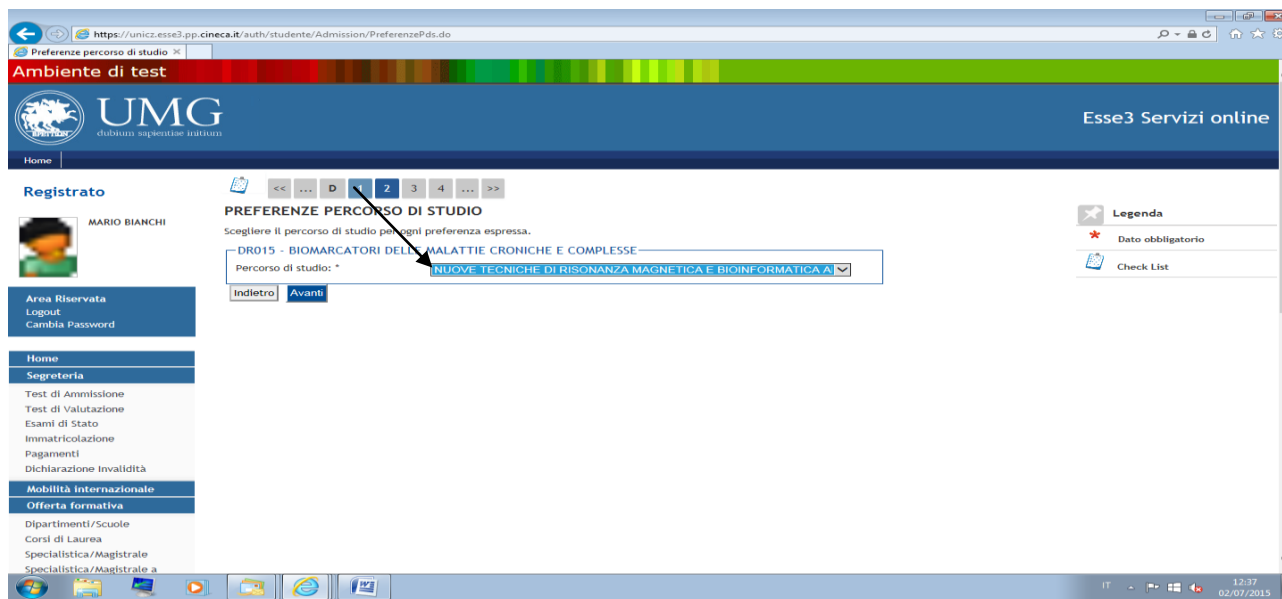 https://unicz.esse3.pp.cineca.it/auth/studente/Admission/PreferenzePds.do
Preferenze percorso di studio
Ambiente di test
UMG
dubium sapientiae initium
Esse3 Servizi online
Home
Registrato
MARIO BIANCHI
<< ... D 1 2 3 4 ... >>
PREFERENZE PERCORSO DI STUDIO
Scegliere il percorso di studio per ogni preferenza espressa.
DR015 - BIOMARCATORI DELLE MALATTIE CRONICHE E COMPLESSE
Percorso di studio: * NUOVE TECNICHE DI RISONANZA MAGNETICA E BIOINFORMATICA A
Indietro Avanti
Legenda
* Dato obbligatorio
Check List
Area Riservata
Logout
Cambia Password
Home
Segreteria
Test di Ammissione
Test di Valutazione
Esami di Stato
Immatricolazione
Pagamenti
Dichiarazione Invalidità
Mobilità internazionale
Offerta formativa
Dipartimenti/Scuole
Corsi di Laurea
Specialistica/Magistrale
Specialistica/Magistrale a
IT
12:37
02/07/2015